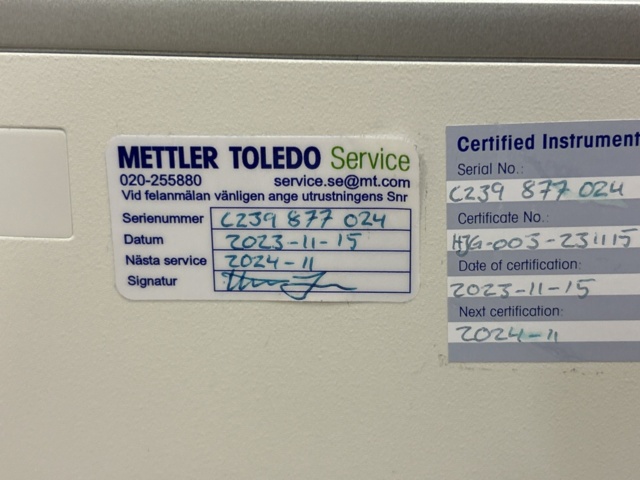 METTLER TOLEDO Service
020-255880 service.se@mt.com
Vid felanmälan vänligen ange utrustningens Snr
Serienummer C239 877 024
Datum 2023-11-15
Nästa service 2024-11
Signatur
Certified Instrument
Serial No.:
C239 877 024
Certificate No.:
HJG-003-231115
Date of certification:
2023-11-15
Next certification:
2024-11